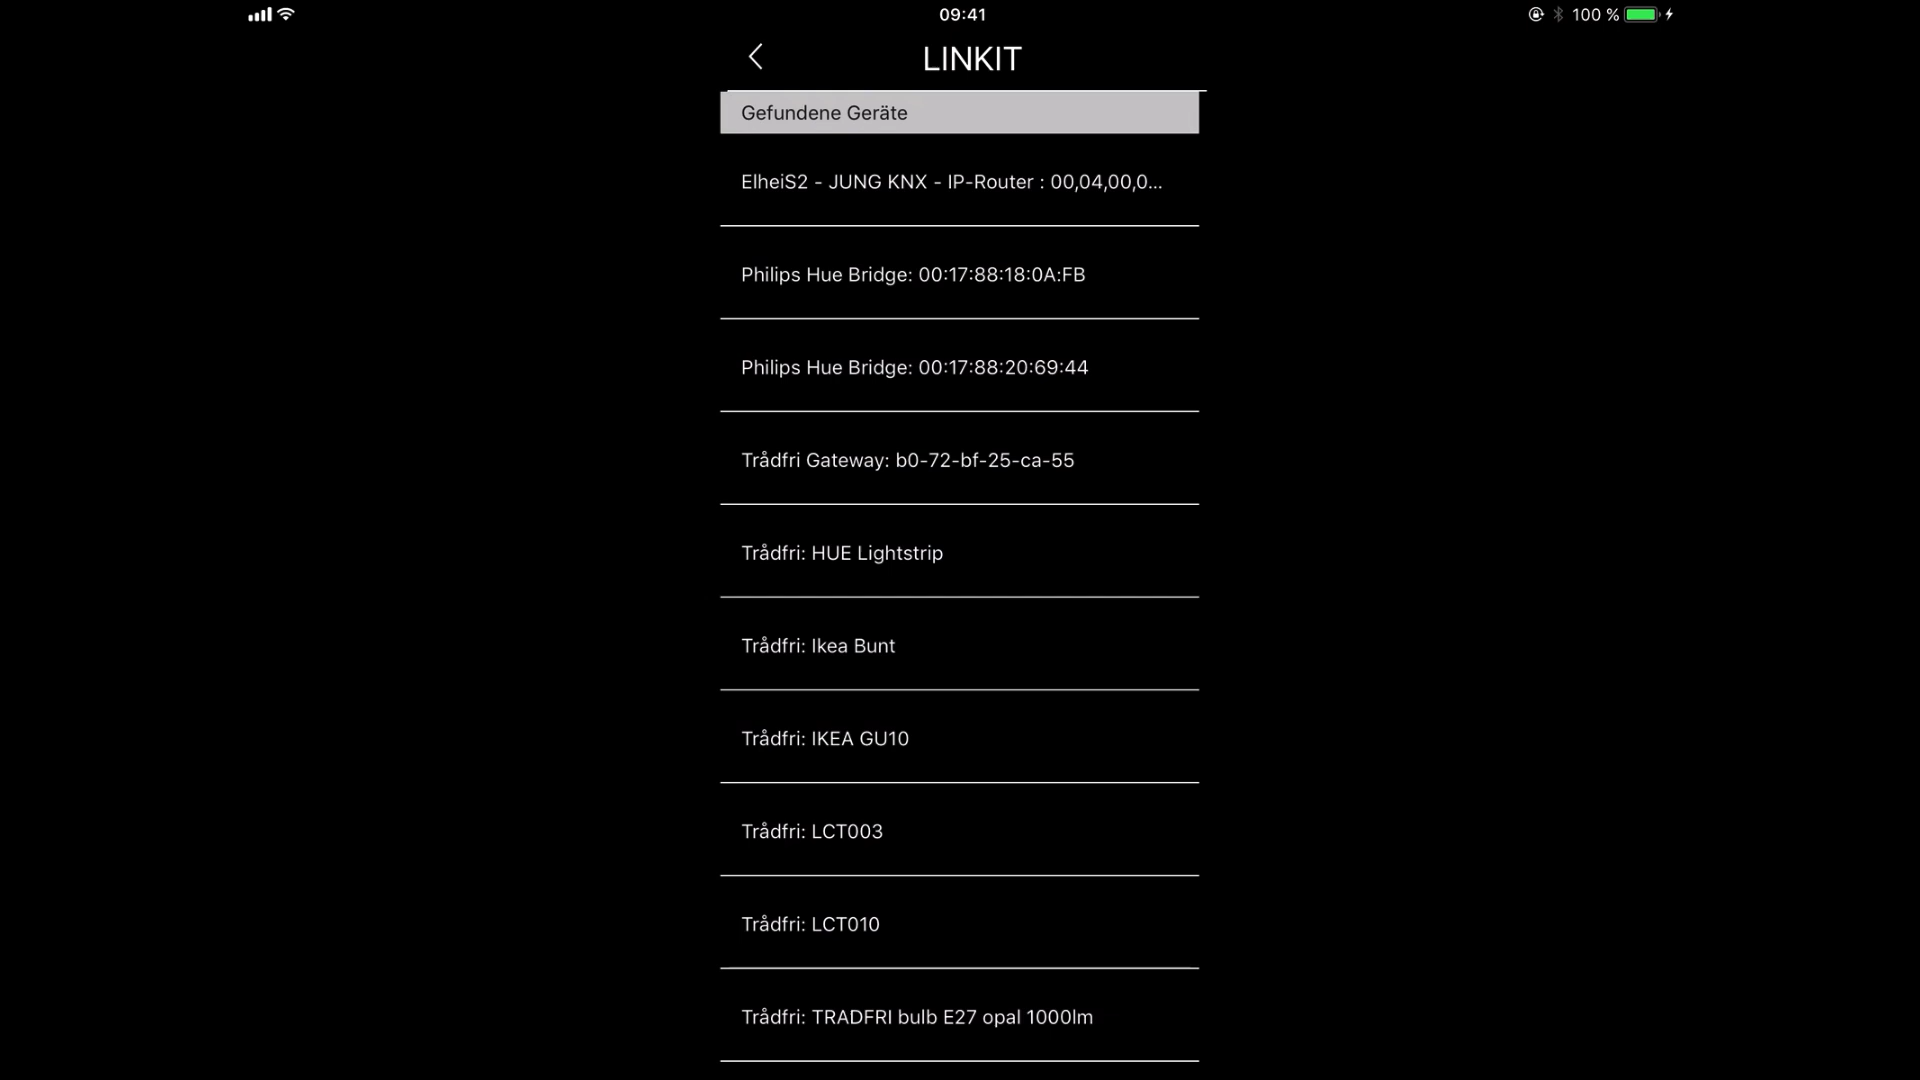 09:41
100 %
LINKIT
Gefundene Geräte
ElheiS2 - JUNG KNX - IP-Router : 00,04,00,0...
Philips Hue Bridge: 00:17:88:18:0A:FB
Philips Hue Bridge: 00:17:88:20:69:44
Trådfri Gateway: b0-72-bf-25-ca-55
Trådfri: HUE Lightstrip
Trådfri: Ikea Bunt
Trådfri: IKEA GU10
Trådfri: LCT003
Trådfri: LCT010
Trådfri: TRADFRI bulb E27 opal 1000lm